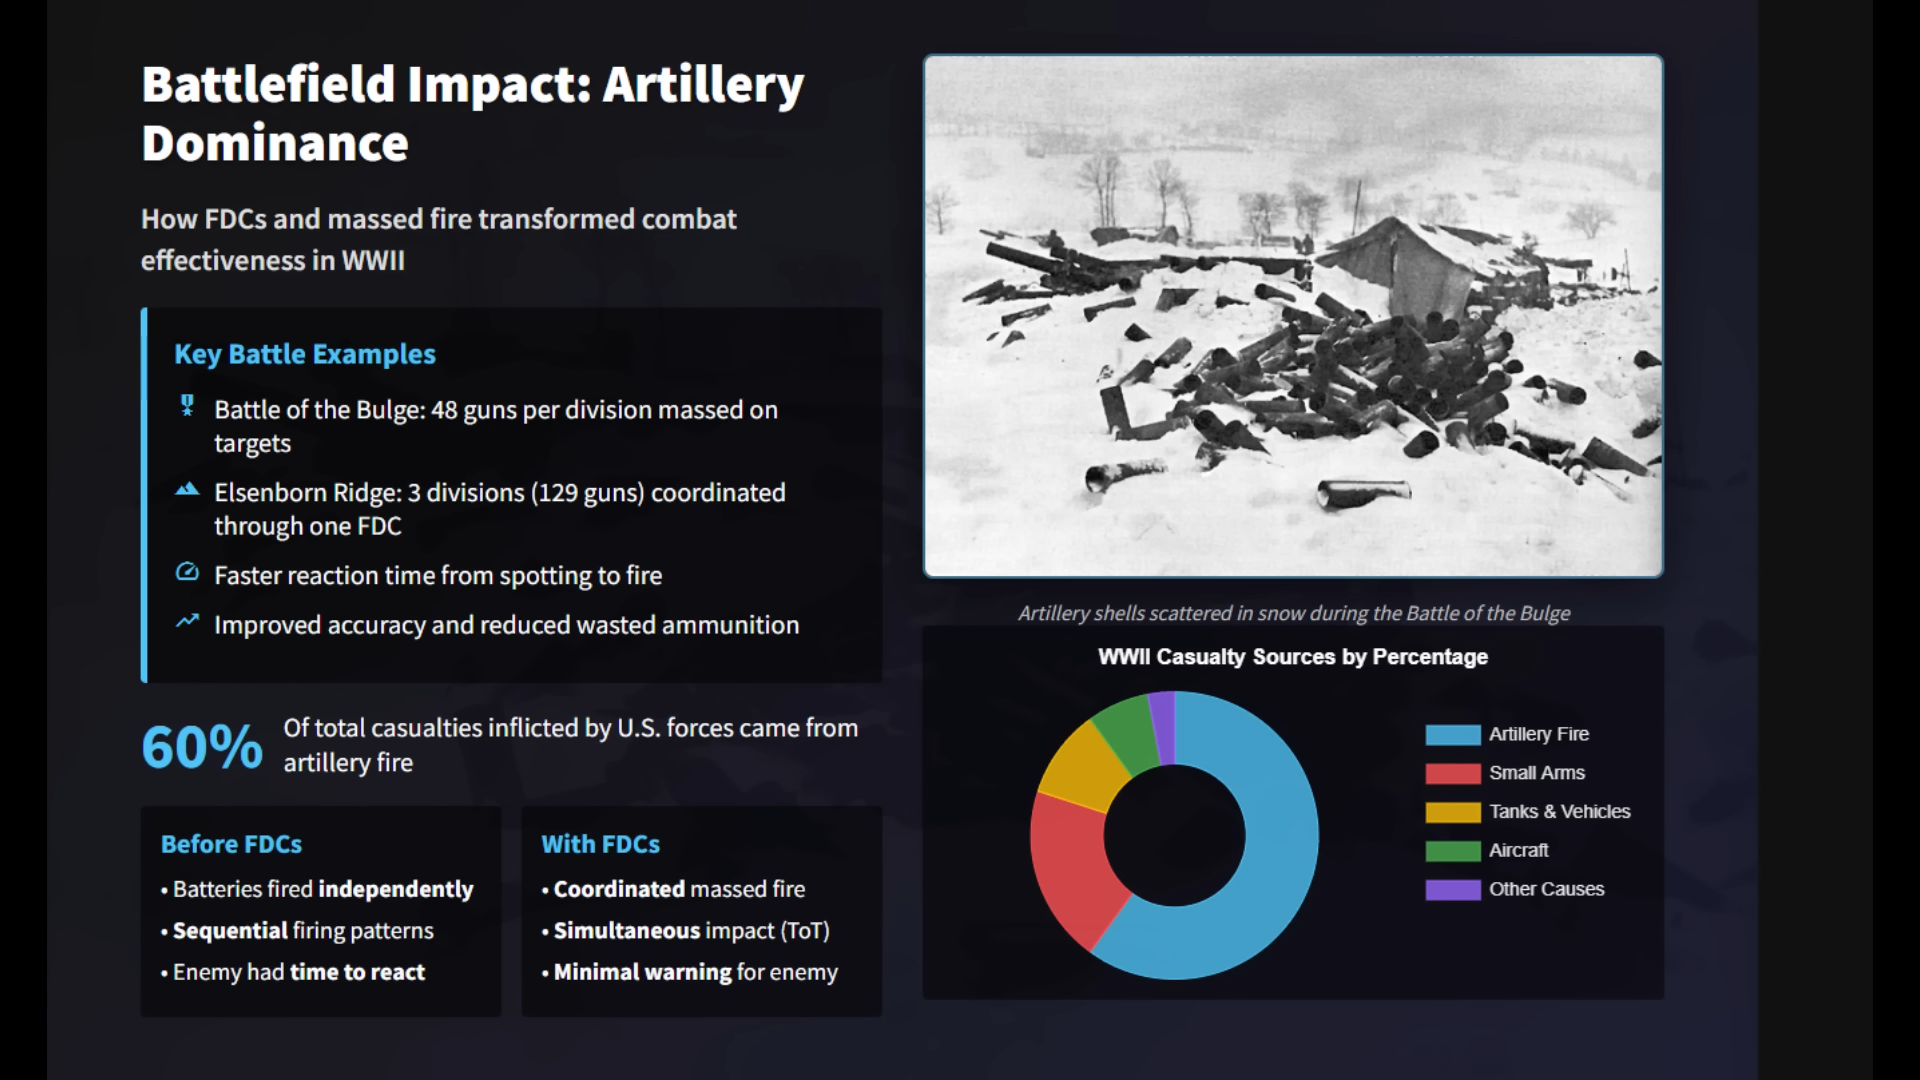 Battlefield Impact: Artillery
Dominance
How FDCs and massed fire transformed combat
effectiveness in WWII
Key Battle Examples
Battle of the Bulge: 48 guns per division massed on
targets
Elsenborn Ridge: 3 divisions (129 guns) coordinated
through one FDC
Faster reaction time from spotting to fire
Improved accuracy and reduced wasted ammunition
60%
Of total casualties inflicted by U.S. forces came from
artillery fire
Before FDCs
• Batteries fired independently
• Sequential firing patterns
• Enemy had time to react
With FDCs
• Coordinated massed fire
• Simultaneous impact (ToT)
• Minimal warning for enemy
Artillery shells scattered in snow during the Battle of the Bulge
WWII Casualty Sources by Percentage
Artillery Fire
Small Arms
Tanks & Vehicles
Aircraft
Other Causes